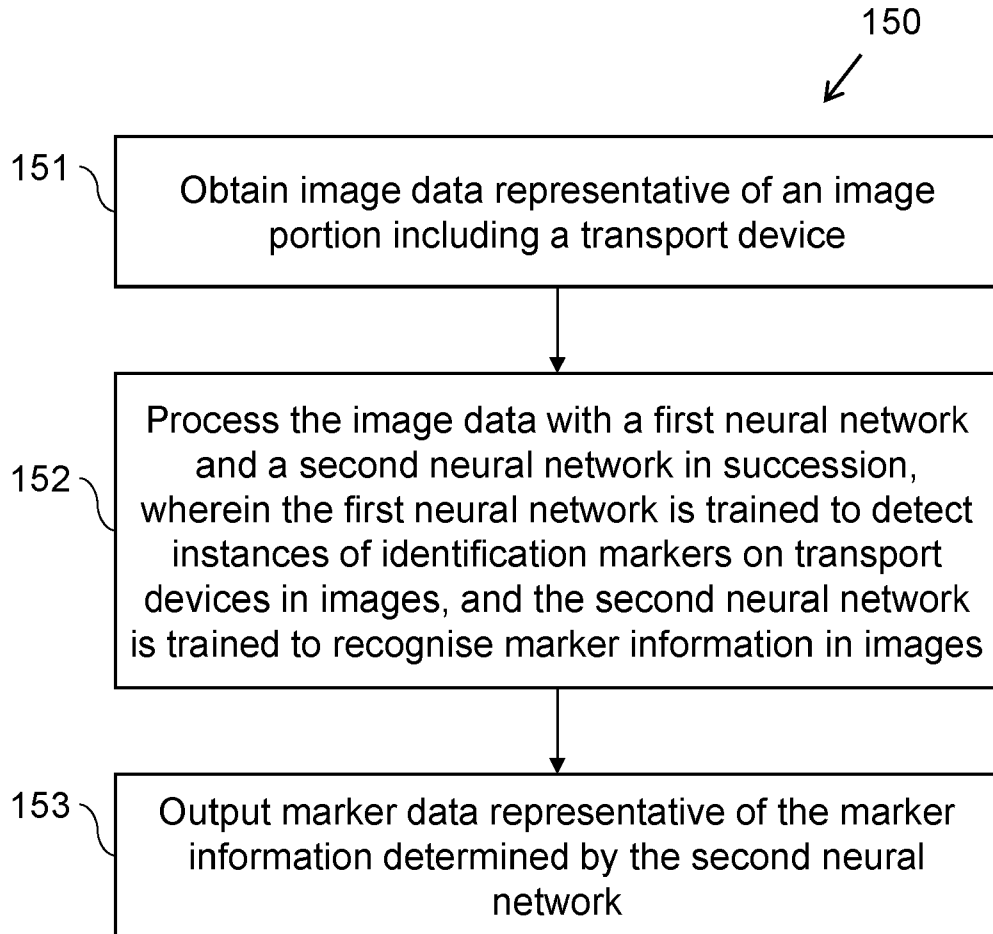 150
151
Obtain image data representative of an image
portion including a transport device
152
Process the image data with a first neural network
and a second neural network in succession,
wherein the first neural network is trained to detect
instances of identification markers on transport
devices in images, and the second neural network
is trained to recognise marker information in images
153
Output marker data representative of the marker
information determined by the second neural
network